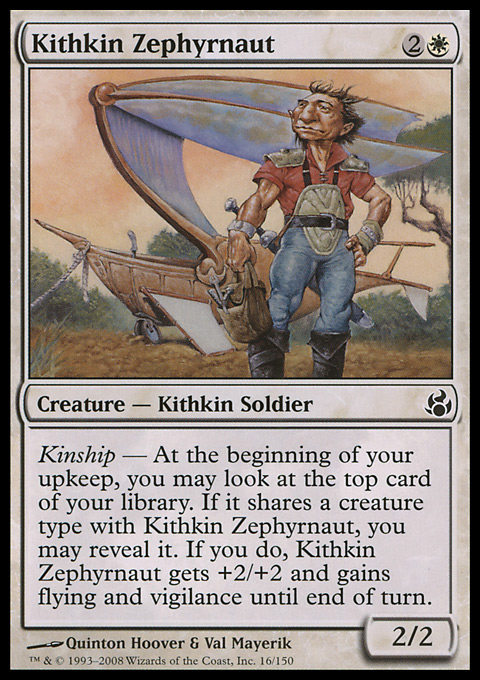 Kithkin Zephyrnaut 2
Creature — Kithkin Soldier
Kinship — At the beginning of your
upkeep, you may look at the top card
of your library. If it shares a creature
type with Kithkin Zephyrnaut, you
may reveal it. If you do, Kithkin
Zephyrnaut gets +2/+2 and gains
flying and vigilance until end of turn.
Quinton Hoover & Val Mayerik
2/2
™ & © 1993–2008 Wizards of the Coast, Inc. 16/150